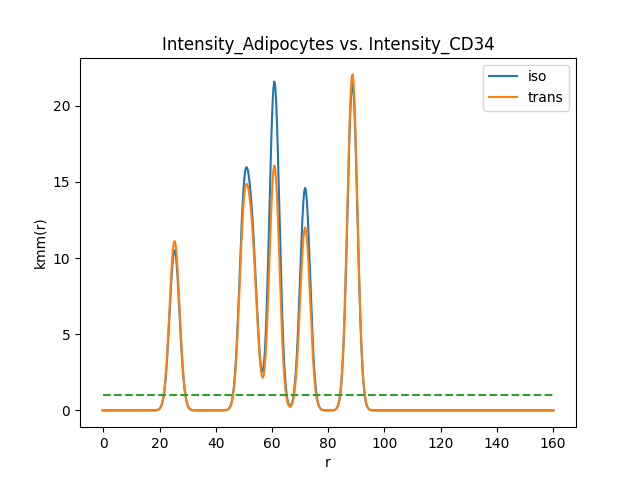 Intensity_Adipocytes vs. Intensity_CD34
iso
trans
kmm(r)
20
15
10
5
0
0 20 40 60 80 100 120 140 160
r